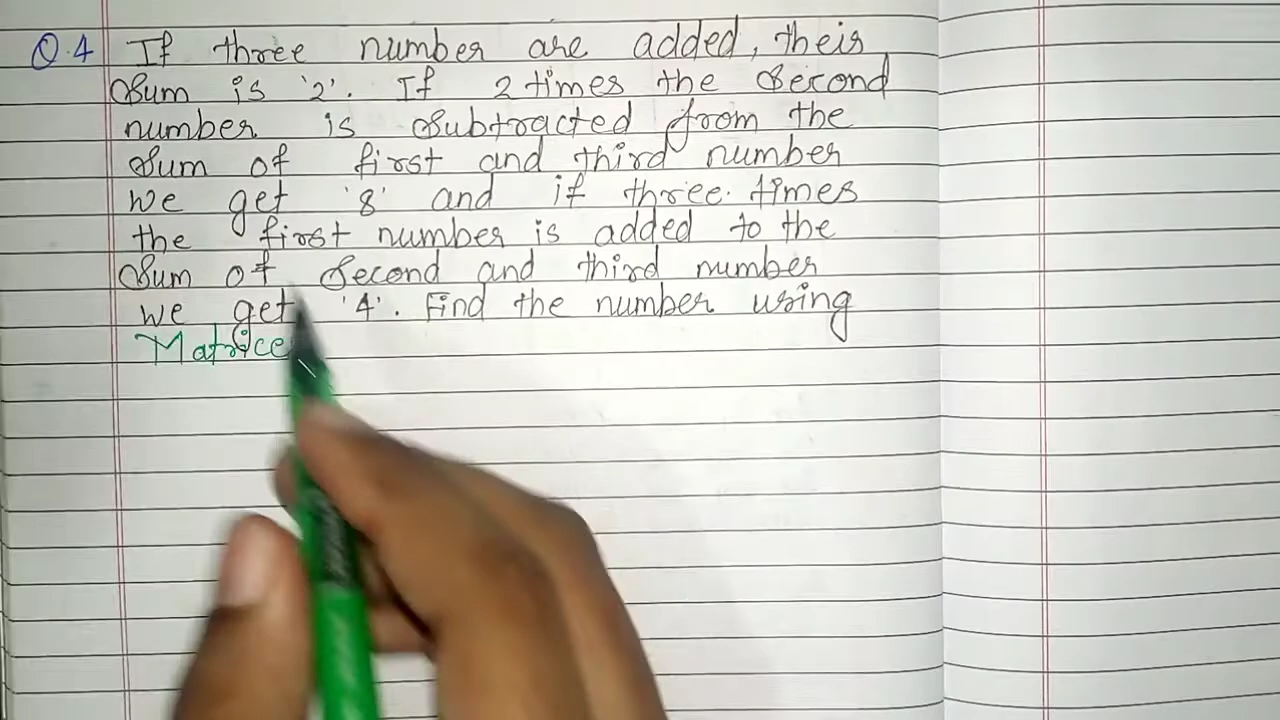 Q.4 If three number are added, their
sum is '2'. If 2 times the second
number is subtracted from the
sum of first and third number
we get '8' and if three times
the first number is added to the
sum of second and third number
we get '4'. Find the number using
Matrice